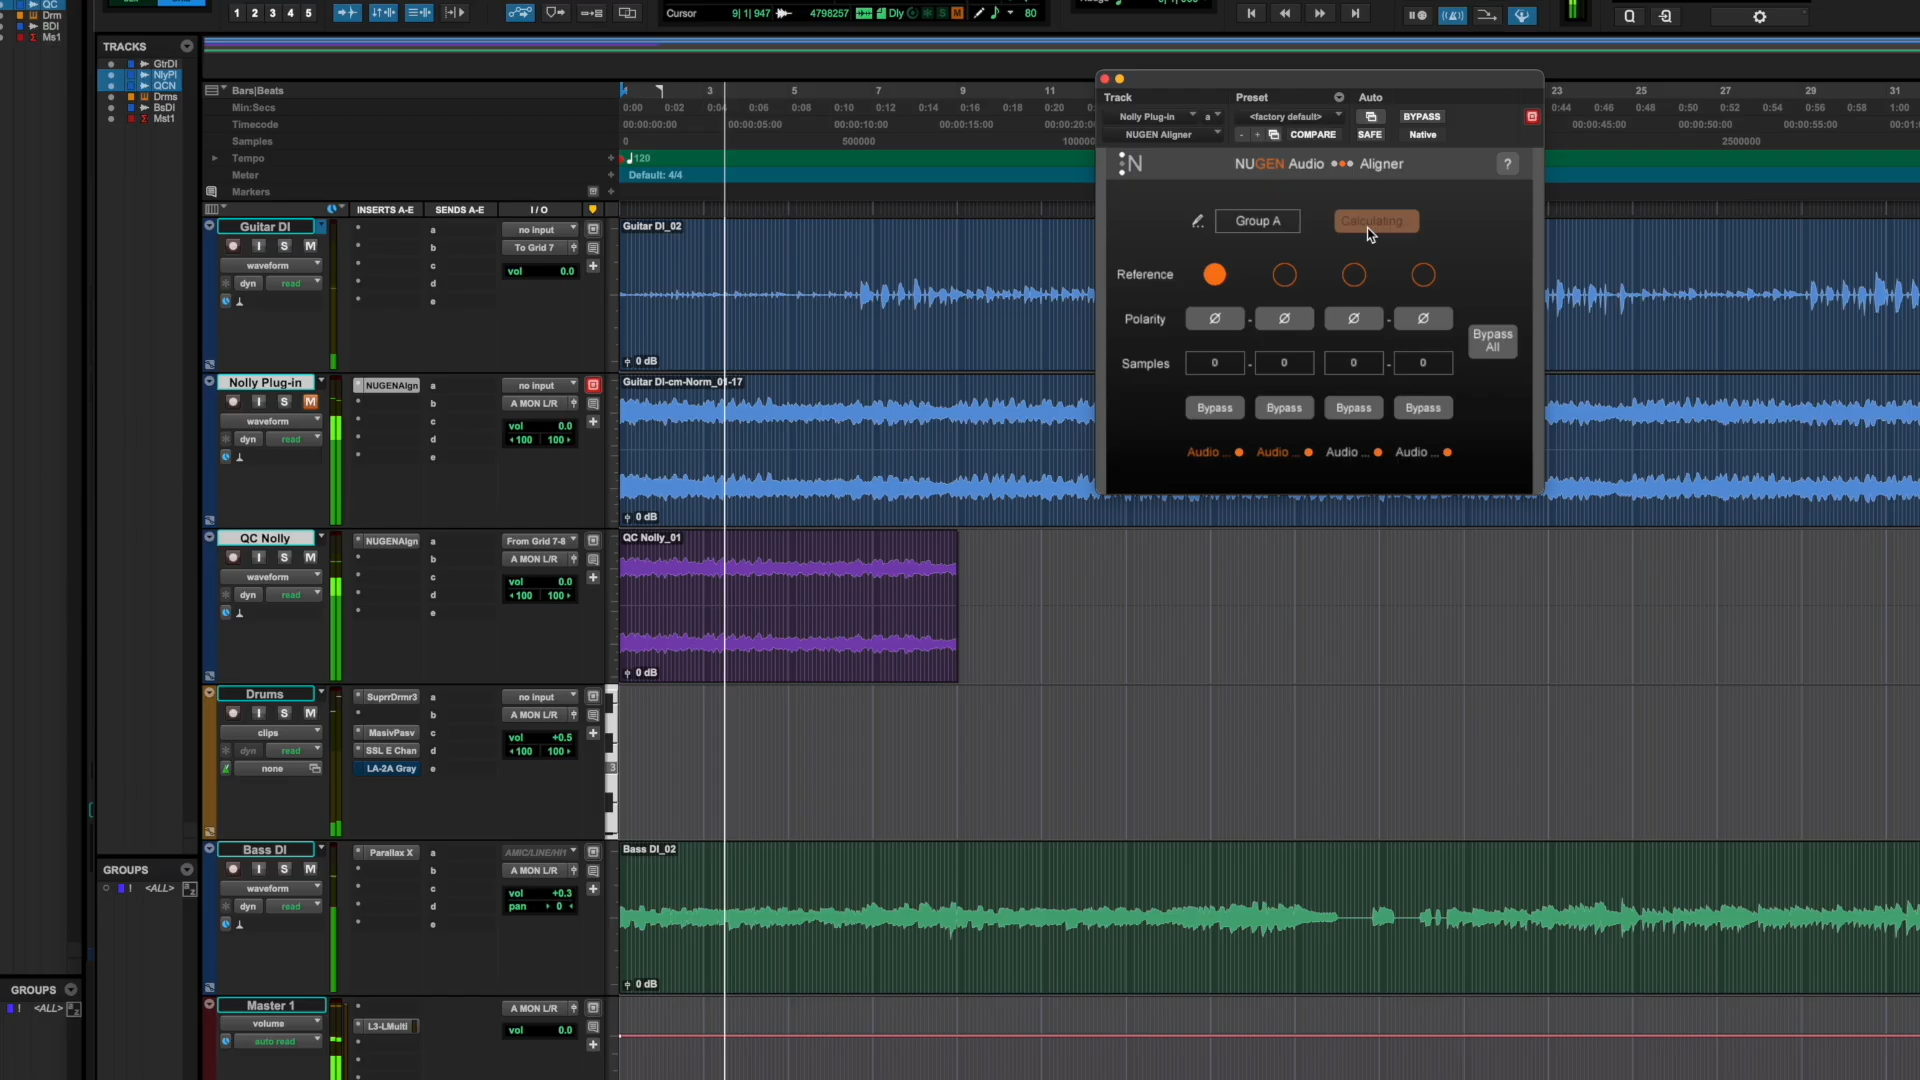 QC
Drm
BDI
Ms1
1 2 3 4 5
Cursor 9| 1| 947 4798257 Dly S M 80
TRACKS
GtrDI
NlyPl
QCN
Drms
BsDI
Mst1
Bars|Beats
3 5 7 9 11 23 25 27 29 31
Min:Secs
0:00 0:02 0:04 0:06 0:08 0:10 0:12 0:14 0:16 0:18 0:20 0:44 0:46 0:48 0:50 0:52 0:54 0:56 0:58 1:00
Timecode
00:00:00:00 00:00:05:00 00:00:10:00 00:00:15:00 00:00:45:00 00:00:50:00 00:00:55:00
Samples
0 500000 2500000
Tempo
120
Meter
Default: 4/4
Markers
INSERTS A-E SENDS A-E I / O
Track Preset Auto
Nolly Plug-in a <factory default> BYPASS
NUGEN Aligner - + COMPARE SAFE Native
N NUGEN Audio Aligner ?
Group A Calculating
Reference
Polarity Ø - Ø Ø - Ø
Bypass
All
Samples 0 - 0 0 - 0
Bypass Bypass Bypass Bypass
Audio ... Audio ... Audio ... Audio ...
Guitar DI a no input
Guitar DI_02
I S M b To Grid 7
waveform c vol 0.0
dyn read d
e
0 dB
Nolly Plug-in NUGENAlgn a no input
Guitar DI-cm-Norm_01-17
I S M b A MON L/R
waveform c vol 0.0
dyn read d 100 100
e
0 dB
QC Nolly NUGENAlgn a From Grid 7-8
QC Nolly_01
I S M b A MON L/R
waveform c vol 0.0
dyn read d 100 100
e
0 dB
Drums SuprrDrmr3 a no input
I S M b A MON L/R
clips MasivPasv c vol +0.5
dyn read SSL E Chan d 100 100
none LA-2A Gray e
3
Bass DI Parallax X a AMIC/LINE/HI1
Bass DI_02
I S M b A MON L/R
waveform c vol +0.3
dyn read d pan 0
e
0 dB
GROUPS
! <ALL> a z
GROUPS
! <ALL> a z
Master 1 A MON L/R
volume L3-LMulti vol 0.0
auto read